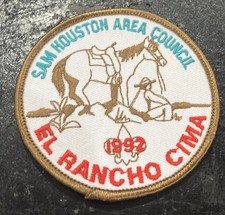 SAM HOUSTON AREA COUNCIL
1992
EL RANCHO CIMA